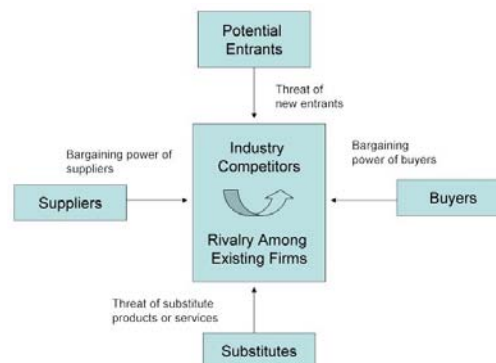 Potential
Entrants
Threat of
new entrants
Industry
Competitors
Bargaining power of
suppliers
Bargaining
power of buyers
Suppliers
Buyers
Rivalry Among
Existing Firms
Threat of substitute
products or services
Substitutes